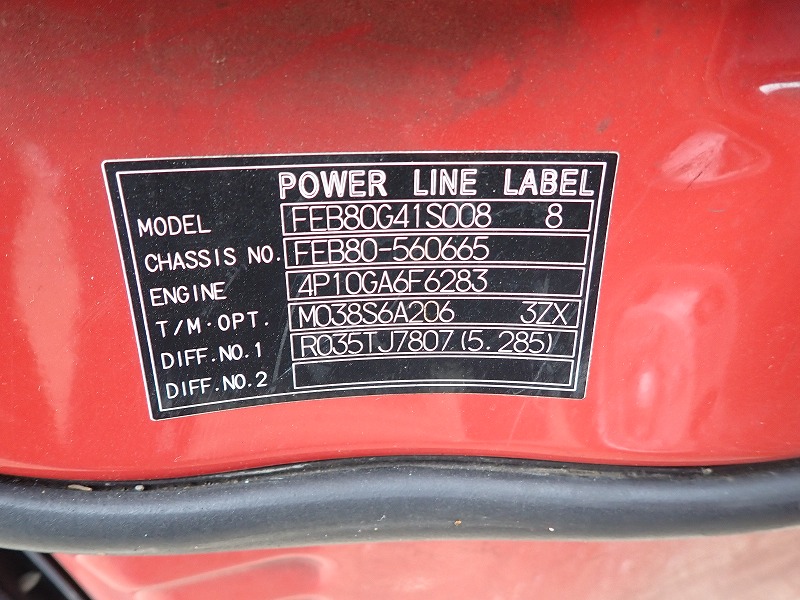 POWER LINE LABEL
MODEL FEB80G41S008 8
CHASSIS NO. FEB80-560665
ENGINE 4P10GA6F6283
T/M·OPT. M038S6A206 3ZX
DIFF.NO.1 R035TJ7807(5.285)
DIFF.NO.2